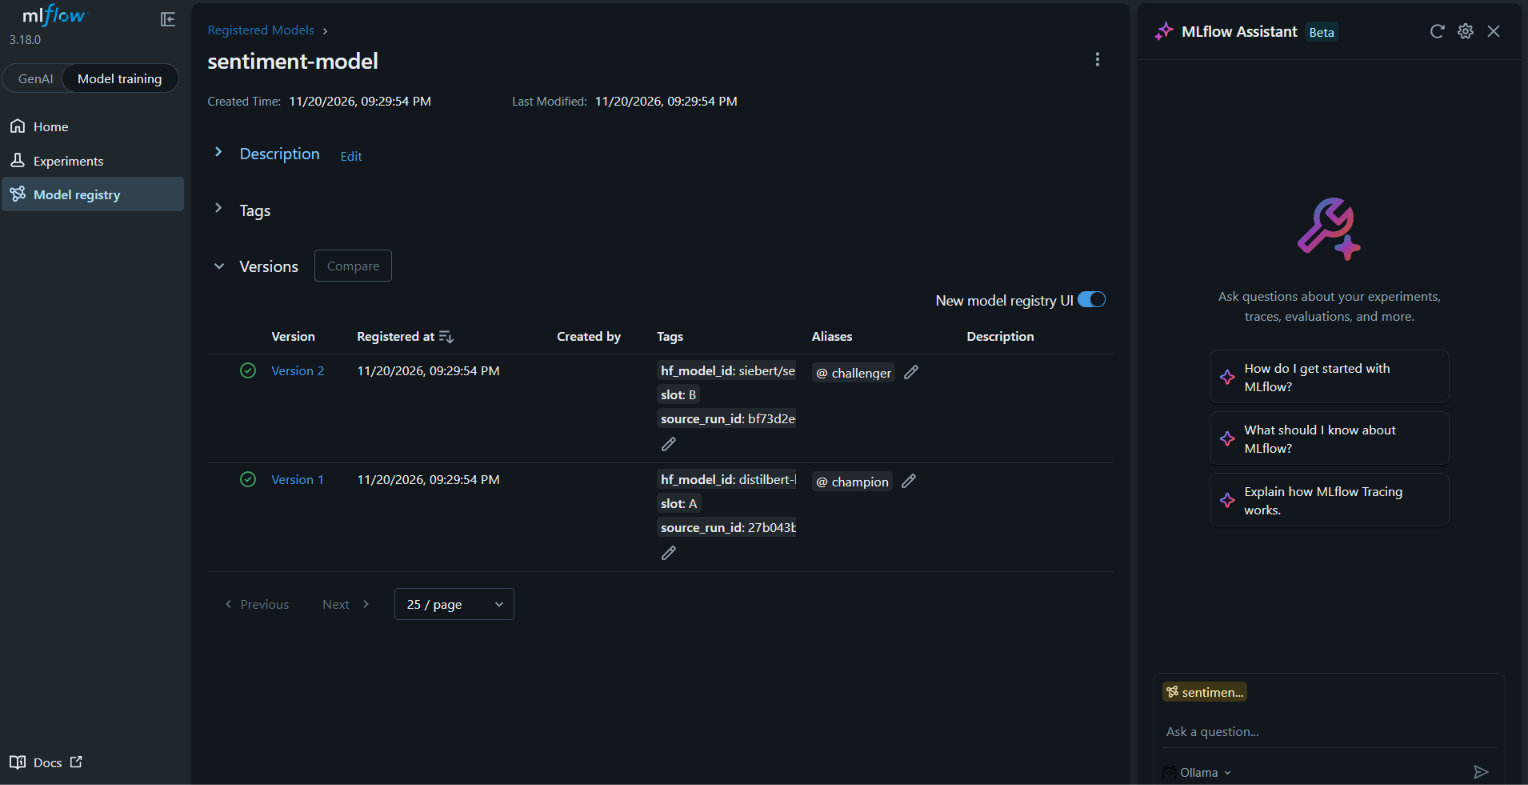 mlflow
3.18.0
GenAI
Model training
Home
Experiments
Model registry
Docs
Registered Models
sentiment-model
Created Time: 11/20/2026, 09:29:54 PM
Last Modified: 11/20/2026, 09:29:54 PM
Description Edit
Tags
Versions Compare
New model registry UI
Version Registered at Created by Tags Aliases Description
Version 2 11/20/2026, 09:29:54 PM hf_model_id: siebert/se @ challenger
slot: B
source_run_id: bf73d2e
Version 1 11/20/2026, 09:29:54 PM hf_model_id: distilbert- @ champion
slot: A
source_run_id: 27b043b
Previous Next 25 / page
MLflow Assistant Beta
Ask questions about your experiments,
traces, evaluations, and more.
How do I get started with
MLflow?
What should I know about
MLflow?
Explain how MLflow Tracing
works.
sentimen...
Ask a question...
Ollama